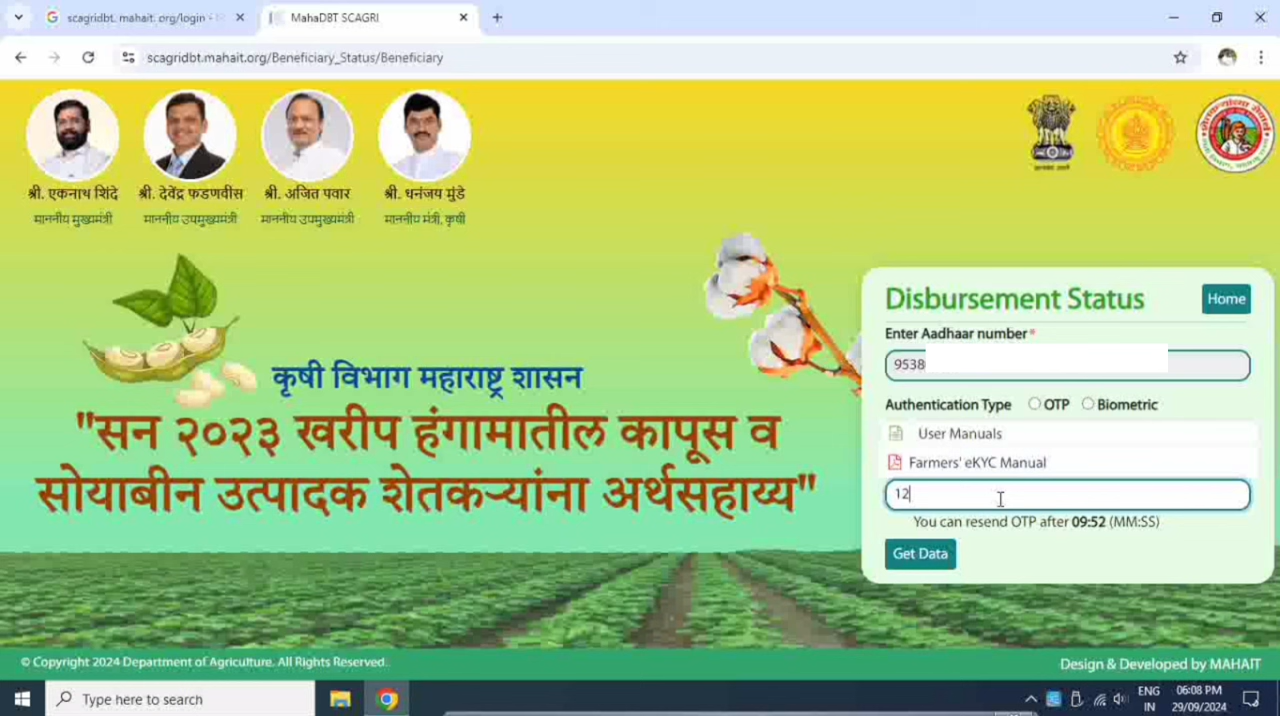 scagridbt. mahait. org/login -
MahaDBT SCAGRI
scagridbt.mahait.org/Beneficiary_Status/Beneficiary
श्री. एकनाथ शिंदे
माननीय मुख्यमंत्री
श्री. देवेंद्र फडणवीस
माननीय उपमुख्यमंत्री
श्री. अजित पवार
माननीय उपमुख्यमंत्री
श्री. धनंजय मुंडे
माननीय मंत्री, कृषी
कृषी विभाग महाराष्ट्र शासन
"सन २०२३ खरीप हंगामातील कापूस व
सोयाबीन उत्पादक शेतकऱ्यांना अर्थसहाय्य"
Disbursement Status
Home
Enter Aadhaar number*
9538
Authentication Type OTP Biometric
User Manuals
Farmers' eKYC Manual
12
You can resend OTP after 09:52 (MM:SS)
Get Data
© Copyright 2024 Department of Agriculture. All Rights Reserved.
Design & Developed by MAHAIT
Type here to search
ENG
IN
06:08 PM
29/09/2024